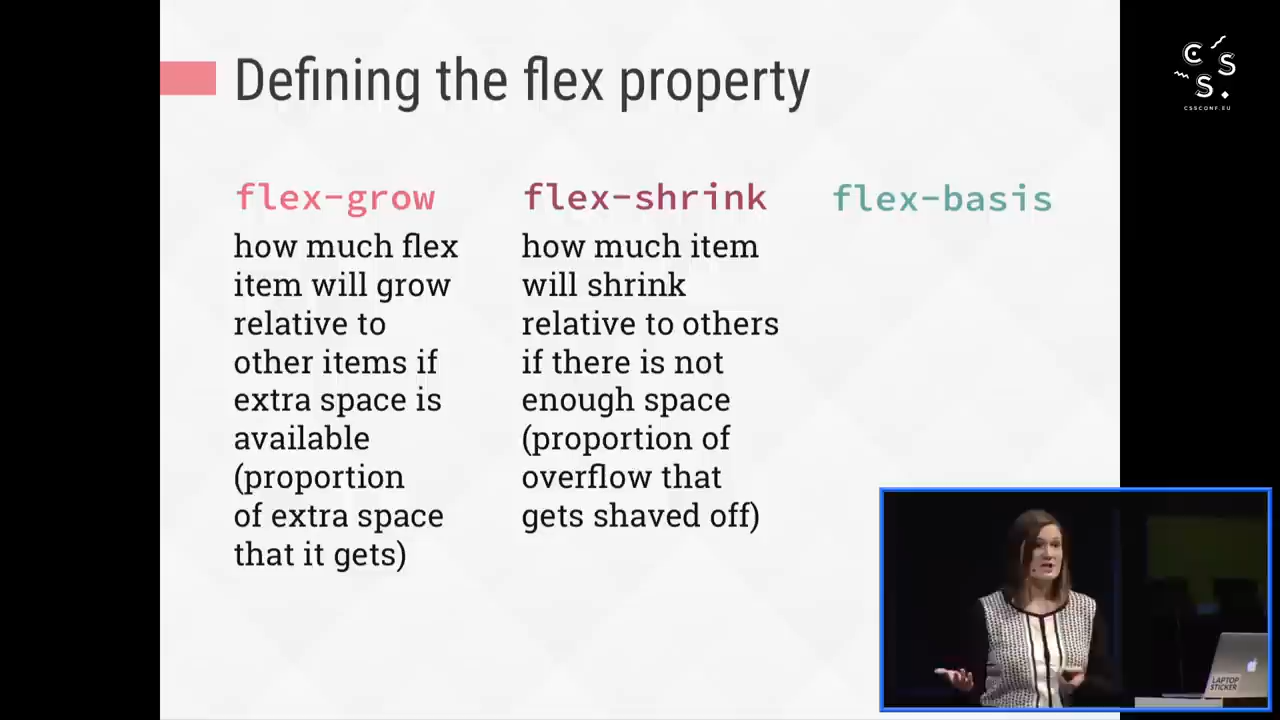 Defining the flex property
flex-grow
how much flex
item will grow
relative to
other items if
extra space is
available
(proportion
of extra space
that it gets)
flex-shrink
how much item
will shrink
relative to others
if there is not
enough space
(proportion of
overflow that
gets shaved off)
flex-basis
C S
S.
CSSCONF.EU
LAPTOP
STICKER